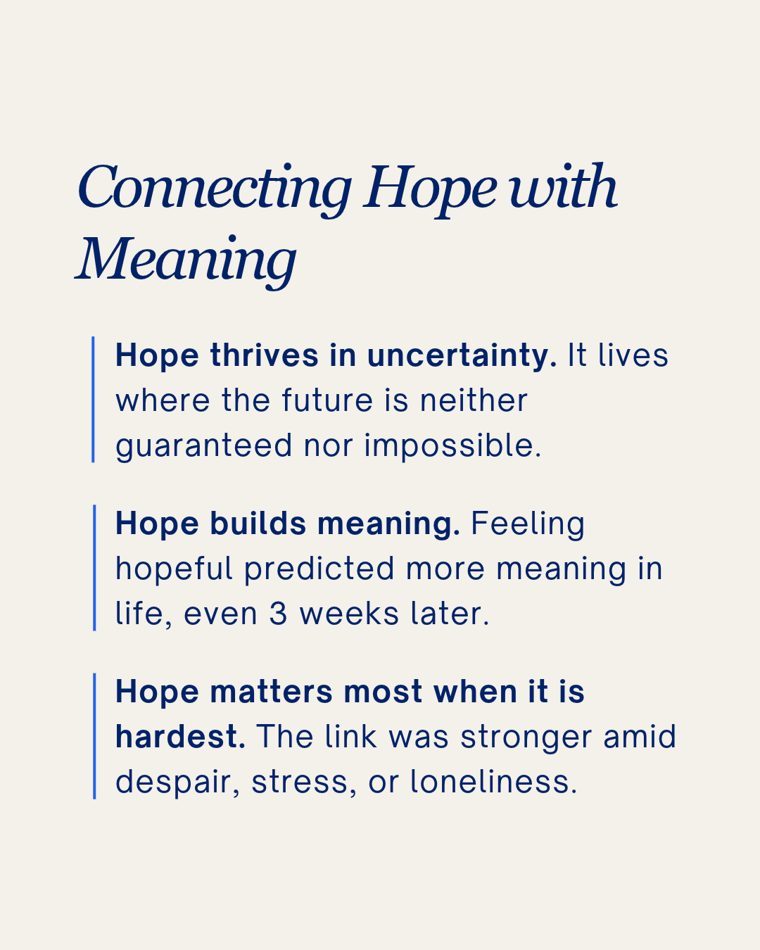 Connecting Hope with
Meaning
Hope thrives in uncertainty. It lives
where the future is neither
guaranteed nor impossible.
Hope builds meaning. Feeling
hopeful predicted more meaning in
life, even 3 weeks later.
Hope matters most when it is
hardest. The link was stronger amid
despair, stress, or loneliness.